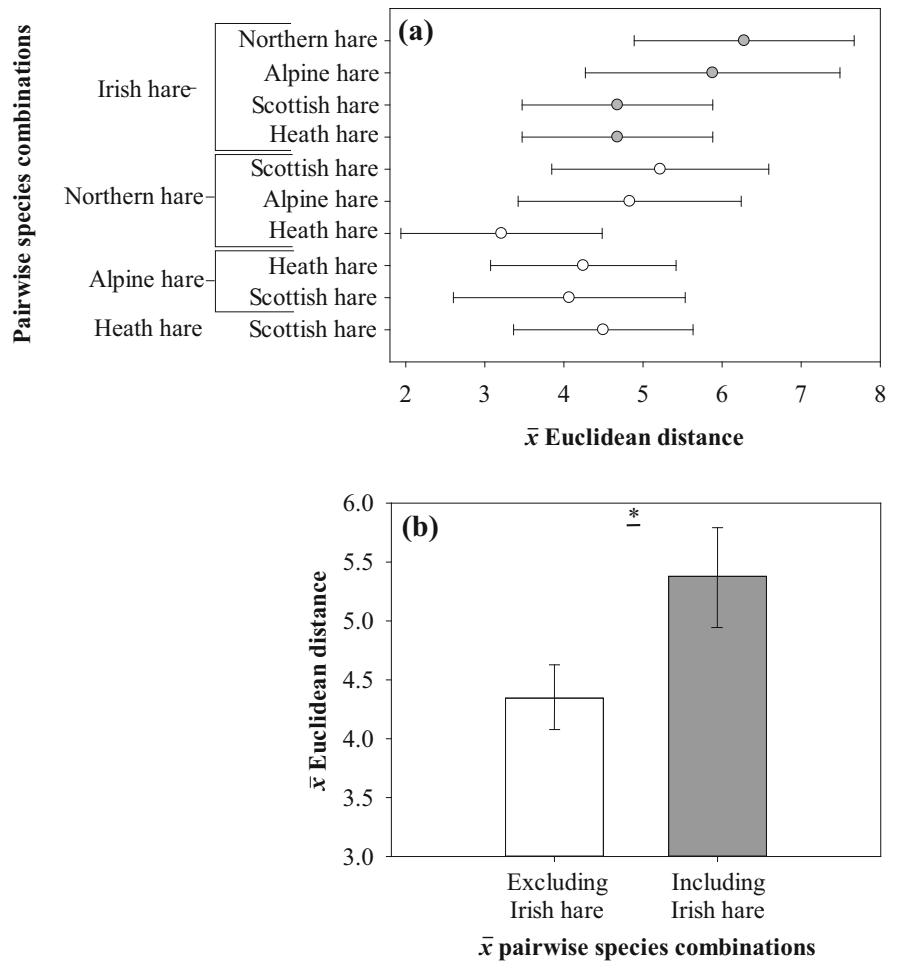 Pairwise species combinations
(a)
Irish hare
Northern hare
Alpine hare
Scottish hare
Heath hare
Northern hare
Scottish hare
Alpine hare
Heath hare
Alpine hare
Heath hare
Scottish hare
Heath hare
Scottish hare
2 3 4 5 6 7 8
x̄ Euclidean distance
(b)
*
x̄ Euclidean distance
6.0
5.5
5.0
4.5
4.0
3.5
3.0
Excluding
Irish hare
Including
Irish hare
x̄ pairwise species combinations